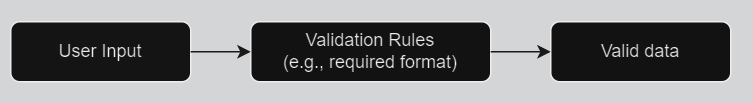 User Input
Validation Rules
(e.g., required format)
Valid data